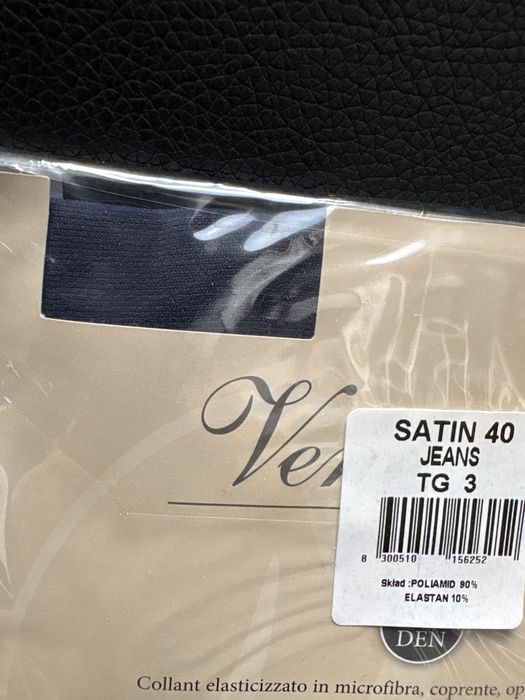 Ver
SATIN 40
JEANS
TG 3
8 300510 156252
Skład :POLIAMID 90%
ELASTAN 10%
DEN
Collant elasticizzato in microfibra, coprente, op